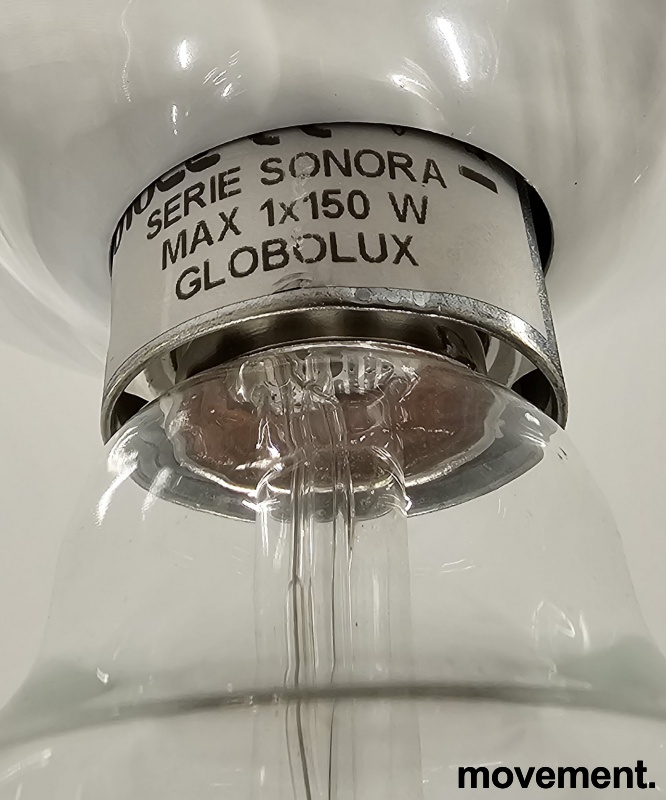 SERIE SONORA
MAX 1x150 W
GLOBOLUX
movement.